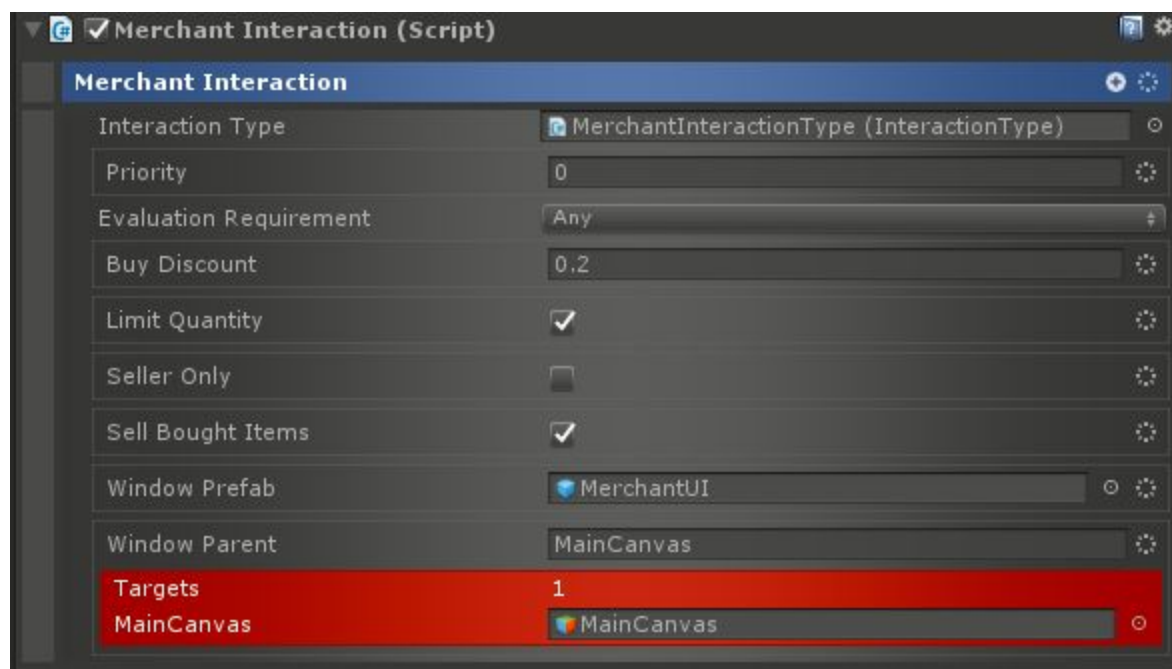 Merchant Interaction (Script)
Merchant Interaction
Interaction Type MerchantInteractionType (InteractionType)
Priority 0
Evaluation Requirement Any
Buy Discount 0.2
Limit Quantity
Seller Only
Sell Bought Items
Window Prefab MerchantUI
Window Parent MainCanvas
Targets 1
MainCanvas MainCanvas